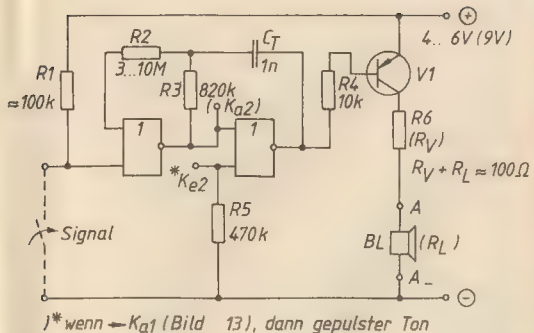 ⊕
4.. 6V (9V)
R2
3...10M
C_T
1n
R1
≈100k
R3
820k
(K_a2)
R4
10k
V1
1
1
R6
(R_V)
R_V + R_L ≈ 100Ω
*K_e2
A
Signal
R5
470k
BL
(R_L)
A_
⊖
)* wenn → K_a1 (Bild 13), dann gepulster Ton